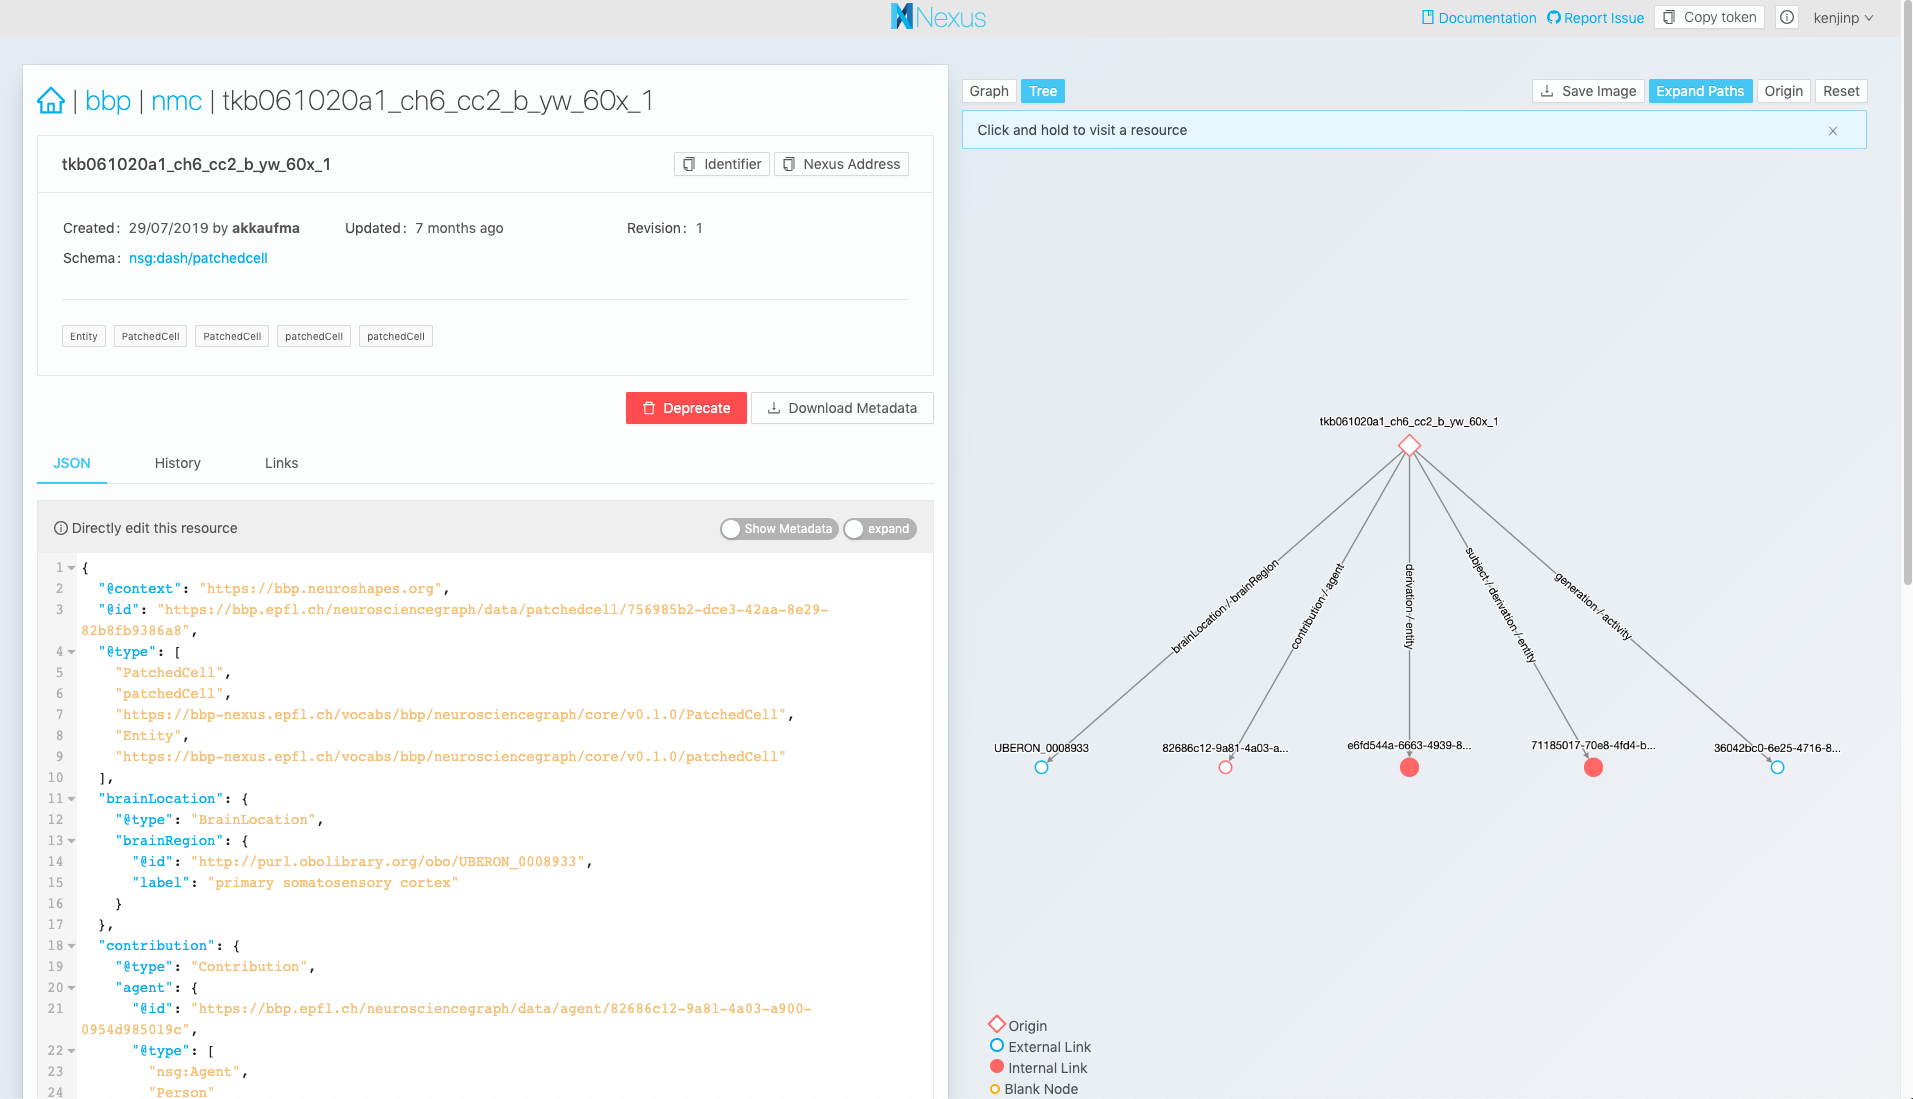 Nexus
Documentation Report Issue Copy token kenjinp
| bbp | nmc | tkb061020a1_ch6_cc2_b_yw_60x_1
tkb061020a1_ch6_cc2_b_yw_60x_1 Identifier Nexus Address
Created: 29/07/2019 by akkaufma Updated: 7 months ago Revision: 1
Schema: nsg:dash/patchedcell
Entity PatchedCell PatchedCell patchedCell patchedCell
Deprecate Download Metadata
JSON History Links
Directly edit this resource Show Metadata expand
1 {
2 "@context": "https://bbp.neuroshapes.org",
3 "@id": "https://bbp.epfl.ch/neurosciencegraph/data/patchedcell/756985b2-dce3-42aa-8e29-
82b8fb9386a8",
4 "@type": [
5 "PatchedCell",
6 "patchedCell",
7 "https://bbp-nexus.epfl.ch/vocabs/bbp/neurosciencegraph/core/v0.1.0/PatchedCell",
8 "Entity",
9 "https://bbp-nexus.epfl.ch/vocabs/bbp/neurosciencegraph/core/v0.1.0/patchedCell"
10 ],
11 "brainLocation": {
12 "@type": "BrainLocation",
13 "brainRegion": {
14 "@id": "http://purl.obolibrary.org/obo/UBERON_0008933",
15 "label": "primary somatosensory cortex"
16 }
17 },
18 "contribution": {
19 "@type": "Contribution",
20 "agent": {
21 "@id": "https://bbp.epfl.ch/neurosciencegraph/data/agent/82686c12-9a81-4a03-a900-
0954d985019c",
22 "@type": [
23 "nsg:Agent",
24 "Person"
Graph Tree Save Image Expand Paths Origin Reset
Click and hold to visit a resource
tkb061020a1_ch6_cc2_b_yw_60x_1
brainLocation / brainRegion
contribution / agent
derivation / entity
subject / derivation / entity
generation / activity
UBERON_0008933
82686c12-9a81-4a03-a...
e6fd544a-6663-4939-8...
71185017-70e8-4fd4-b...
36042bc0-6e25-4716-8...
Origin
External Link
Internal Link
Blank Node